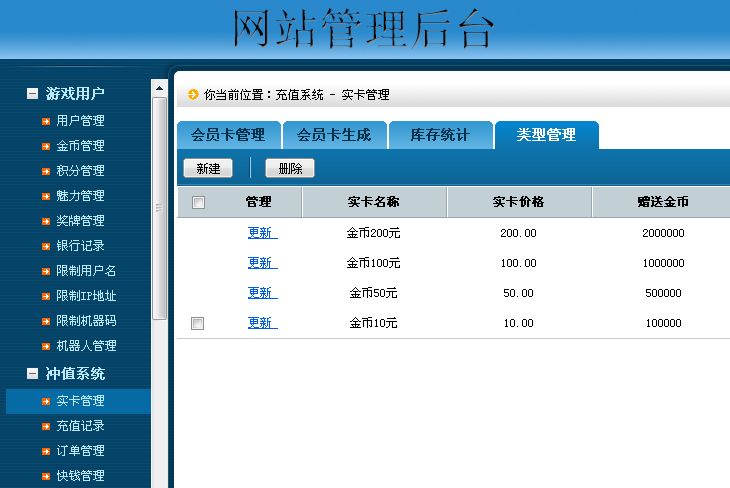 网站管理后台
游戏用户
用户管理
金币管理
积分管理
魅力管理
奖牌管理
银行记录
限制用户名
限制IP地址
限制机器码
机器人管理
冲值系统
实卡管理
充值记录
订单管理
快钱管理
你当前位置：充值系统 - 实卡管理
会员卡管理 会员卡生成 库存统计 类型管理
新建 删除
管理 实卡名称 实卡价格 赠送金币
更新 金币200元 200.00 2000000
更新 金币100元 100.00 1000000
更新 金币50元 50.00 500000
更新 金币10元 10.00 100000